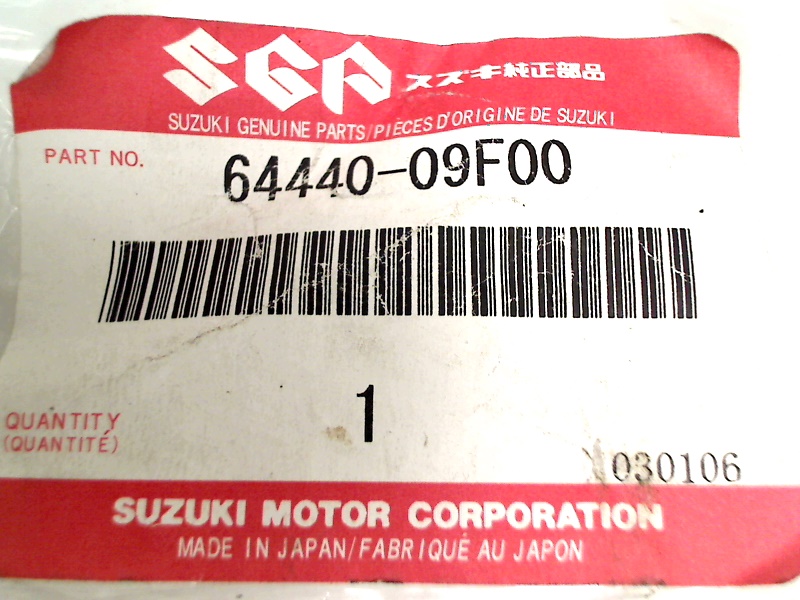 SGP スズキ純正部品
SUZUKI GENUINE PARTS/PIÈCES D'ORIGINE DE SUZUKI
PART NO. 64440-09F00
1
QUANTITY
(QUANTITÉ)
030106
SUZUKI MOTOR CORPORATION
MADE IN JAPAN/FABRIQUÉ AU JAPON